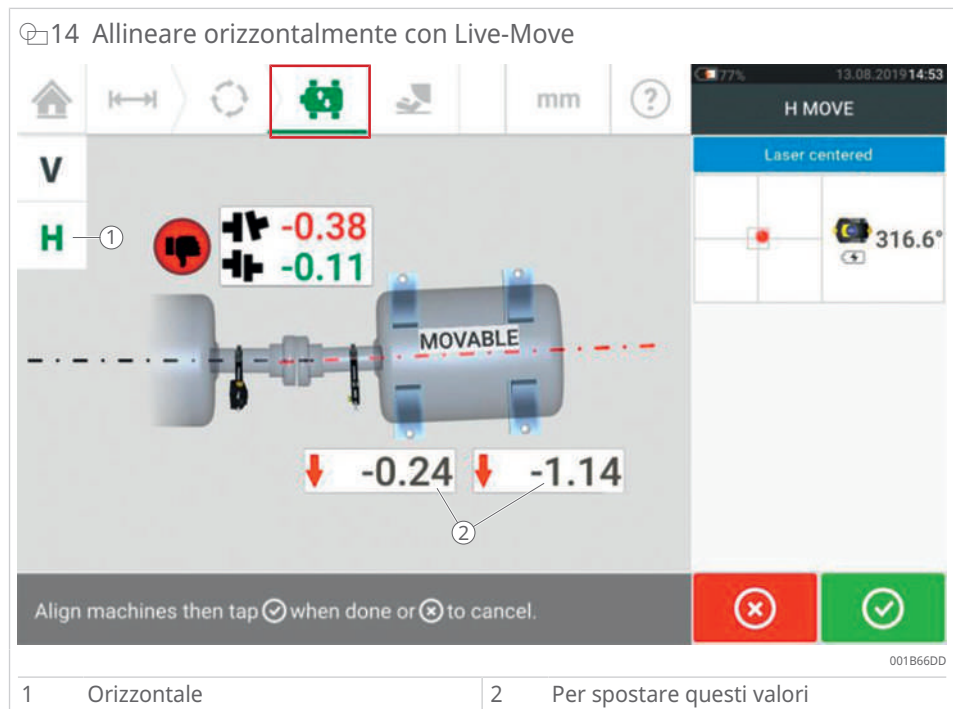 14 Allineare orizzontalmente con Live-Move
77% 13.08.2019 14:53
mm ?
H MOVE
Laser centered
V
H 1
-0.38
-0.11
316.6°
MOVABLE
-0.24 -1.14
2
Align machines then tap when done or to cancel.
001B66DD
1 Orizzontale
2 Per spostare questi valori